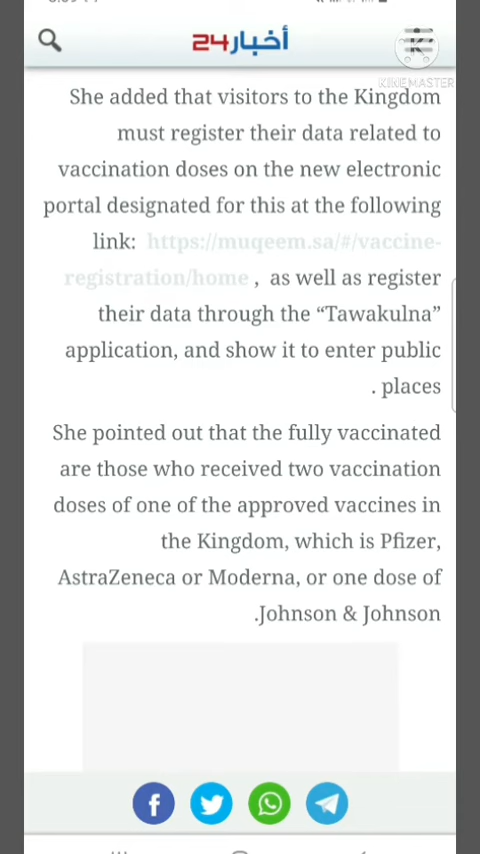 أخبار24
KINEMASTER
She added that visitors to the Kingdom
must register their data related to
vaccination doses on the new electronic
portal designated for this at the following
link: https://muqeem.sa/#/vaccine-
registration/home , as well as register
their data through the “Tawakulna”
application, and show it to enter public
. places
She pointed out that the fully vaccinated
are those who received two vaccination
doses of one of the approved vaccines in
the Kingdom, which is Pfizer,
AstraZeneca or Moderna, or one dose of
.Johnson & Johnson